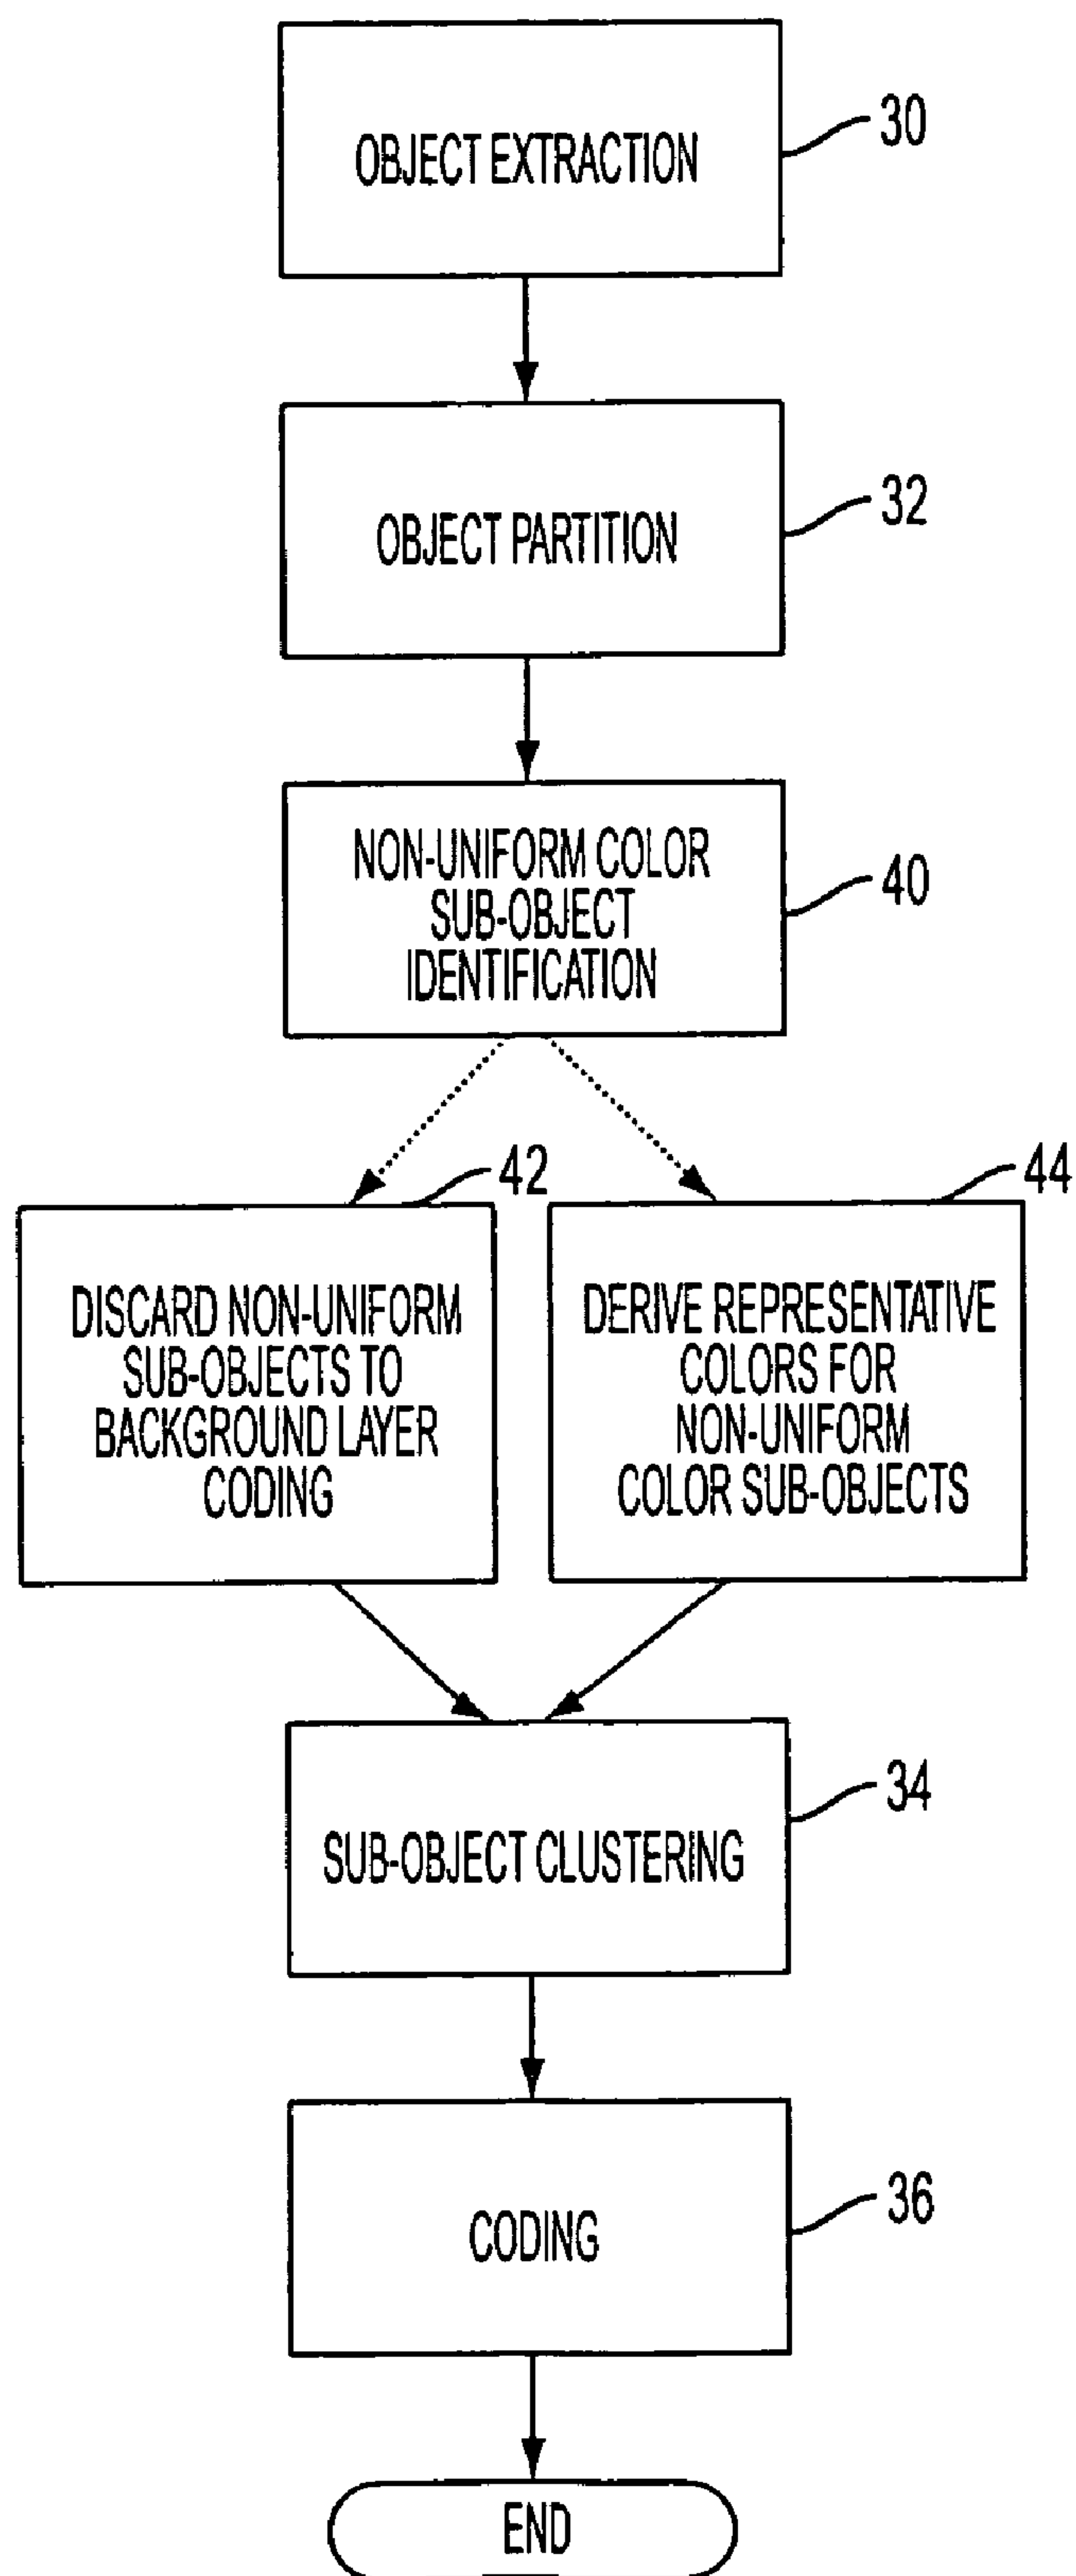 OBJECT EXTRACTION
30
OBJECT PARTITION
32
NON-UNIFORM COLOR
SUB-OBJECT
IDENTIFICATION
40
42
44
DISCARD NON-UNIFORM
SUB-OBJECTS TO
BACKGROUND LAYER
CODING
DERIVE REPRESENTATIVE
COLORS FOR
NON-UNIFORM
COLOR SUB-OBJECTS
34
SUB-OBJECT CLUSTERING
36
CODING
END